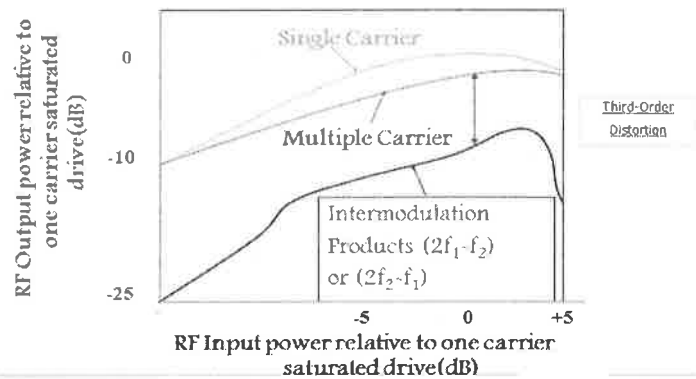 RF Output power relative to
one carrier saturated
drive(dB)
0
-10
-25
Single Carrier
Multiple Carrier
Intermodulation
Products (2f₁-f₂)
or (2f₂-f₁)
Third-Order
Distortion
-5
0
+5
RF Input power relative to one carrier
saturated drive(dB)